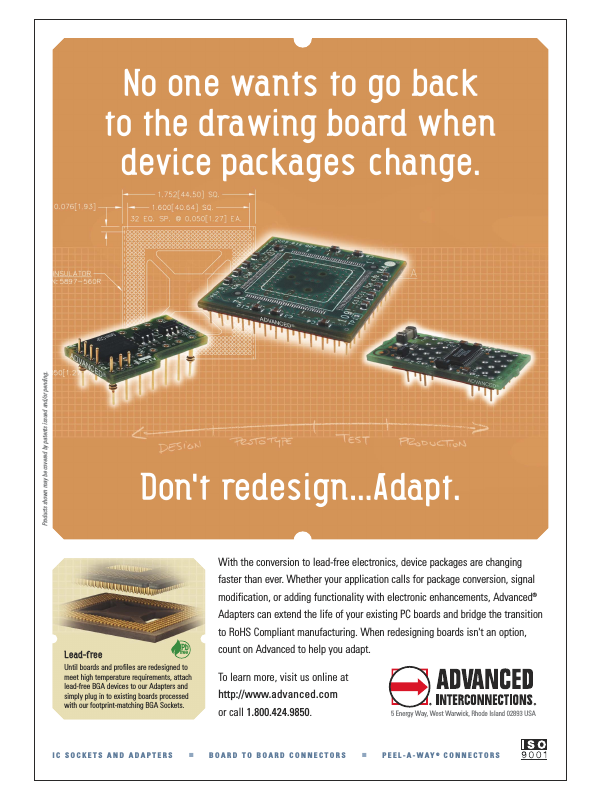 No one wants to go back
to the drawing board when
device packages change.
1.752[44.50] SQ.
0.076[1.93]
1.600[40.64] SQ.
32 EQ. SP. @ 0.050[1.27] EA.
INSULATOR
5897-560R
A
ADVANCED
ADVANCED
ADVANCED
DESIGN PROTOTYPE TEST PRODUCTION
Products shown may be covered by patents issued and/or pending.
Don't redesign...Adapt.
With the conversion to lead-free electronics, device packages are changing
faster than ever. Whether your application calls for package conversion, signal
modification, or adding functionality with electronic enhancements, Advanced®
Adapters can extend the life of your existing PC boards and bridge the transition
to RoHS Compliant manufacturing. When redesigning boards isn't an option,
count on Advanced to help you adapt.
Lead-free
Until boards and profiles are redesigned to
meet high temperature requirements, attach
lead-free BGA devices to our Adapters and
simply plug in to existing boards processed
with our footprint-matching BGA Sockets.
To learn more, visit us online at
http://www.advanced.com
or call 1.800.424.9850.
ADVANCED
INTERCONNECTIONS.
5 Energy Way, West Warwick, Rhode Island 02893 USA
IC SOCKETS AND ADAPTERS = BOARD TO BOARD CONNECTORS = PEEL-A-WAY® CONNECTORS
ISO
9001